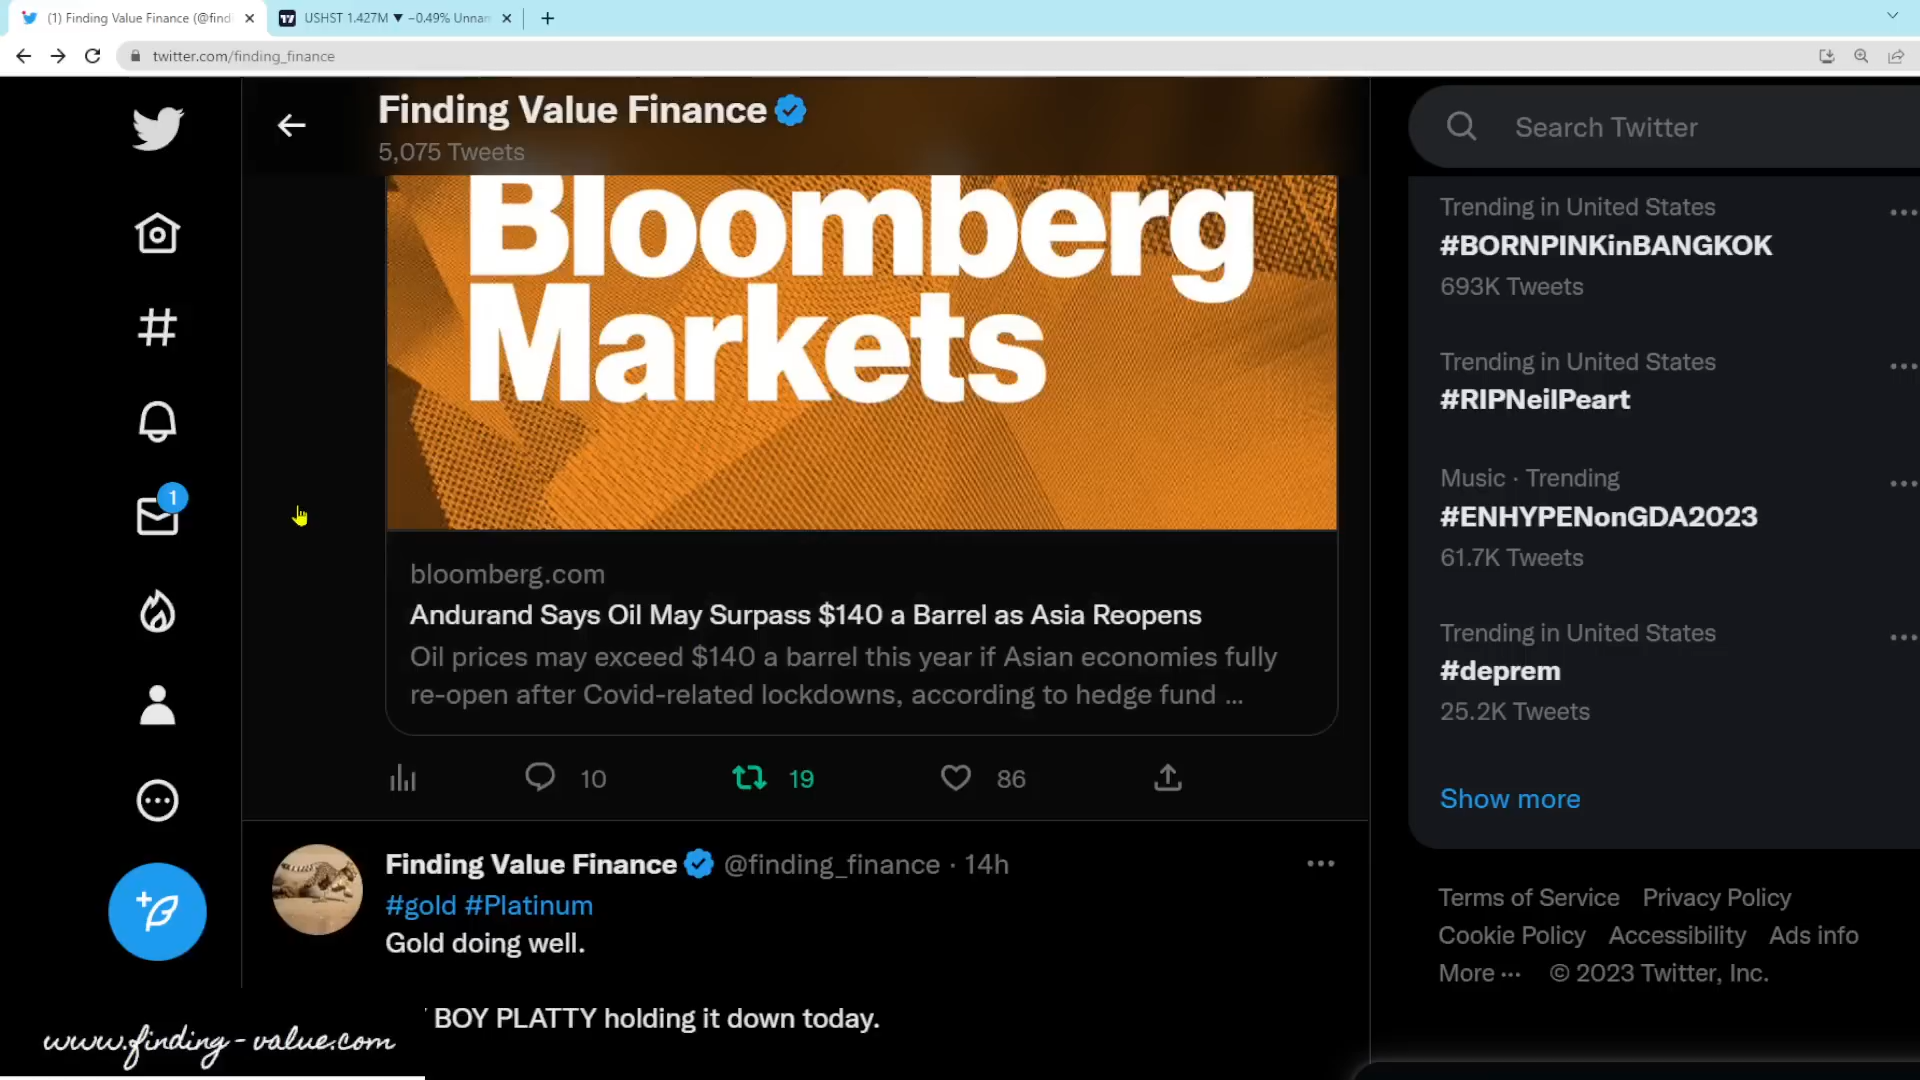 (1) Finding Value Finance (@find
USHST 1.427M ▼ −0.49% Unnan
twitter.com/finding_finance
Finding Value Finance
5,075 Tweets
Search Twitter
Bloomberg
Markets
bloomberg.com
Andurand Says Oil May Surpass $140 a Barrel as Asia Reopens
Oil prices may exceed $140 a barrel this year if Asian economies fully
re-open after Covid-related lockdowns, according to hedge fund ...
10 19 86
1
Finding Value Finance @finding_finance · 14h
#gold #Platinum
Gold doing well.
BOY PLATTY holding it down today.
www.finding-value.com
Trending in United States
#BORNPINKinBANGKOK
693K Tweets
Trending in United States
#RIPNeilPeart
Music · Trending
#ENHYPENonGDA2023
61.7K Tweets
Trending in United States
#deprem
25.2K Tweets
Show more
Terms of Service Privacy Policy
Cookie Policy Accessibility Ads info
More ··· © 2023 Twitter, Inc.